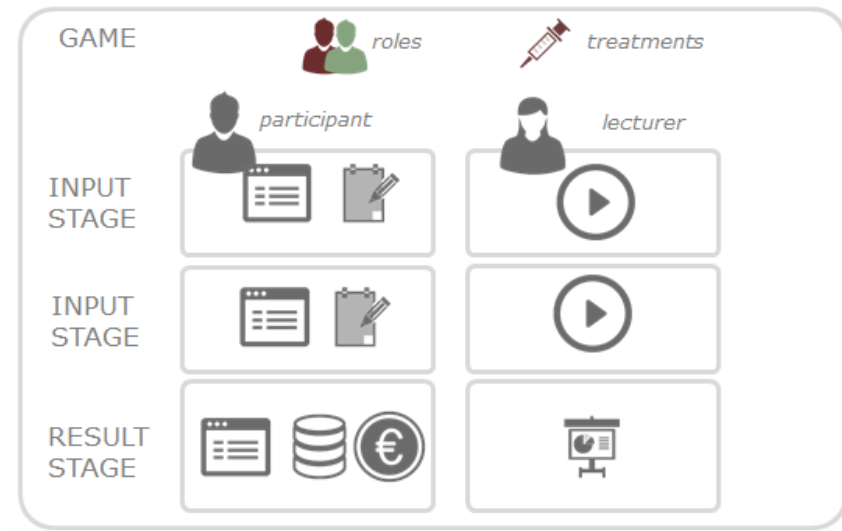 GAME
roles
treatments
participant
lecturer
INPUT
STAGE
INPUT
STAGE
RESULT
STAGE
€